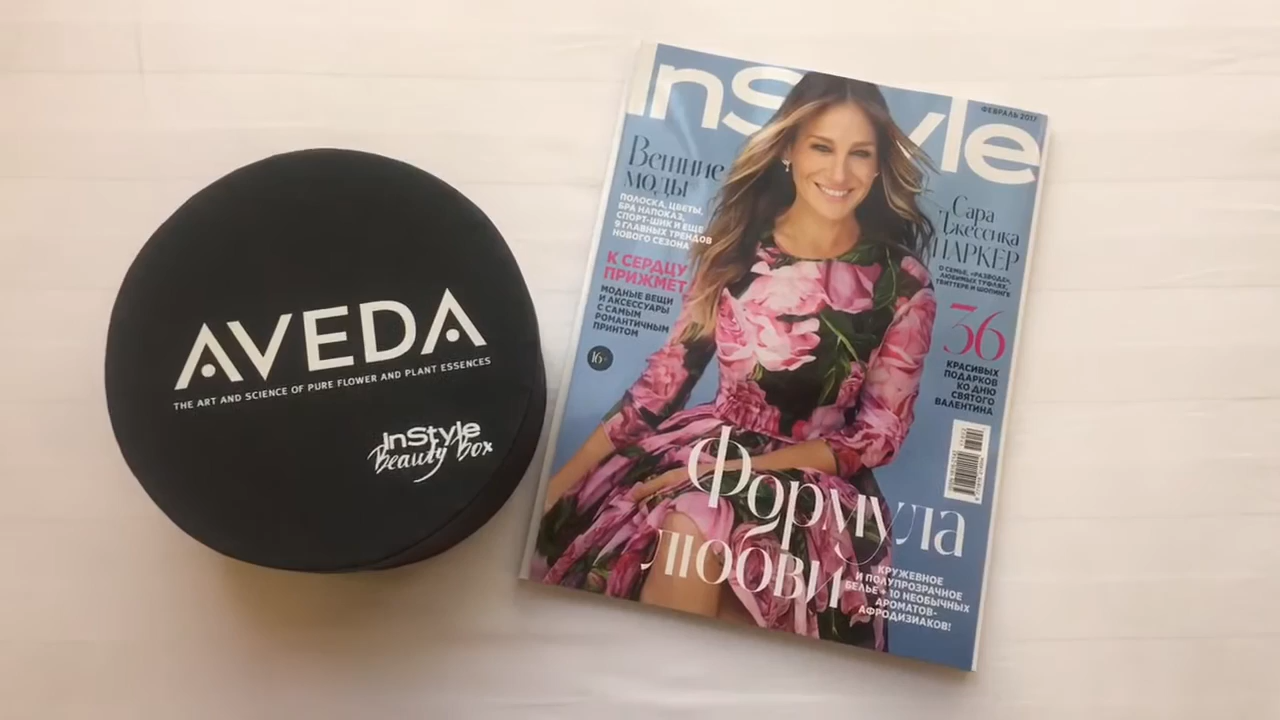 AVEDA
THE ART AND SCIENCE OF PURE FLOWER AND PLANT ESSENCES
InStyle
Beauty Box
InStyle
ФЕВРАЛЬ 2017
Вешние
моды
ПОЛОСКА, ЦВЕТЫ,
БРА НАПОКАЗ,
СПОРТ-ШИК И ЕЩЕ
9 ГЛАВНЫХ ТРЕНДОВ
НОВОГО СЕЗОНА
К СЕРДЦУ
ПРИЖМЕТ
МОДНЫЕ ВЕЩИ
И АКСЕССУАРЫ
С САМЫМ
РОМАНТИЧНЫМ
ПРИНТОМ
16+
Сара
Джессика
ПАРКЕР
О СЕМЬЕ, «РАЗВОДЕ»,
ЛЮБИМЫХ ТУФЛЯХ,
ТВИТТЕРЕ И ШОПИНГЕ
36
КРАСИВЫХ
ПОДАРКОВ
КО ДНЮ
СВЯТОГО
ВАЛЕНТИНА
Формула
любви
КРУЖЕВНОЕ
И ПОЛУПРОЗРАЧНОЕ
БЕЛЬЕ + 10 НЕОБЫЧНЫХ
АРОМАТОВ-
АФРОДИЗИАКОВ!